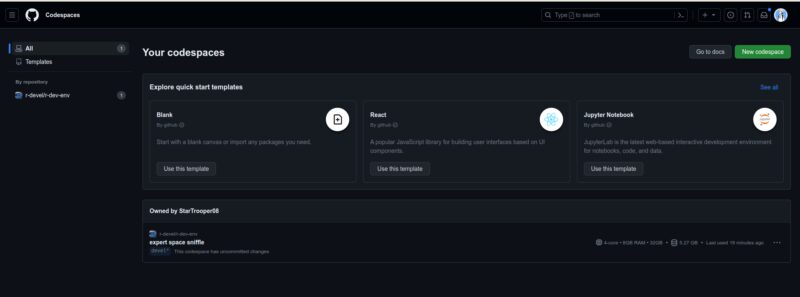 Codespaces
Type / to search
All 1
Templates
By repository
r-devel/r-dev-env 1
Your codespaces
Go to docs
New codespace
Explore quick start templates
See all
Blank
By github
Start with a blank canvas or import any packages you need.
Use this template
React
By github
A popular JavaScript library for building user interfaces based on UI
components.
Use this template
Jupyter Notebook
By github
JupyterLab is the latest web-based interactive development environment
for notebooks, code, and data.
Use this template
Owned by StarTrooper08
r-devel/r-dev-env
expert space sniffle
devel* This codespace has uncommitted changes
4-core • 8GB RAM • 32GB • 5.27 GB • Last used 19 minutes ago